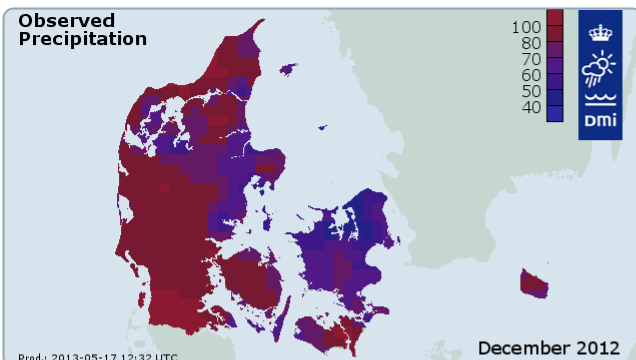 Observed
Precipitation
100
80
70
60
50
40
DMI
December 2012
Prod.: 2013-05-17 12:32 UTC